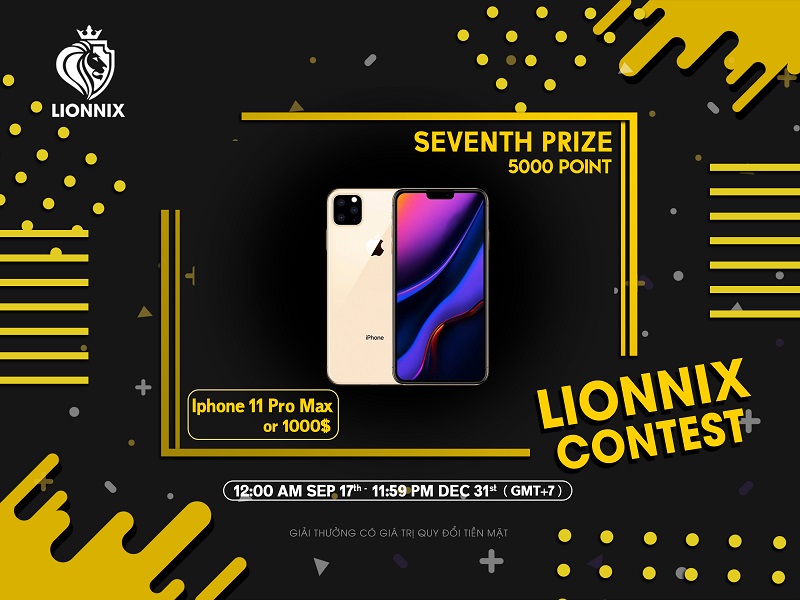 LIONNIX
SEVENTH PRIZE
5000 POINT
iPhone
Iphone 11 Pro Max
or 1000$
LIONNIX
CONTEST
12:00 AM SEP 17th - 11:59 PM DEC 31st ( GMT+7 )
GIẢI THƯỞNG CÓ GIÁ TRỊ QUY ĐỔI TIỀN MẶT